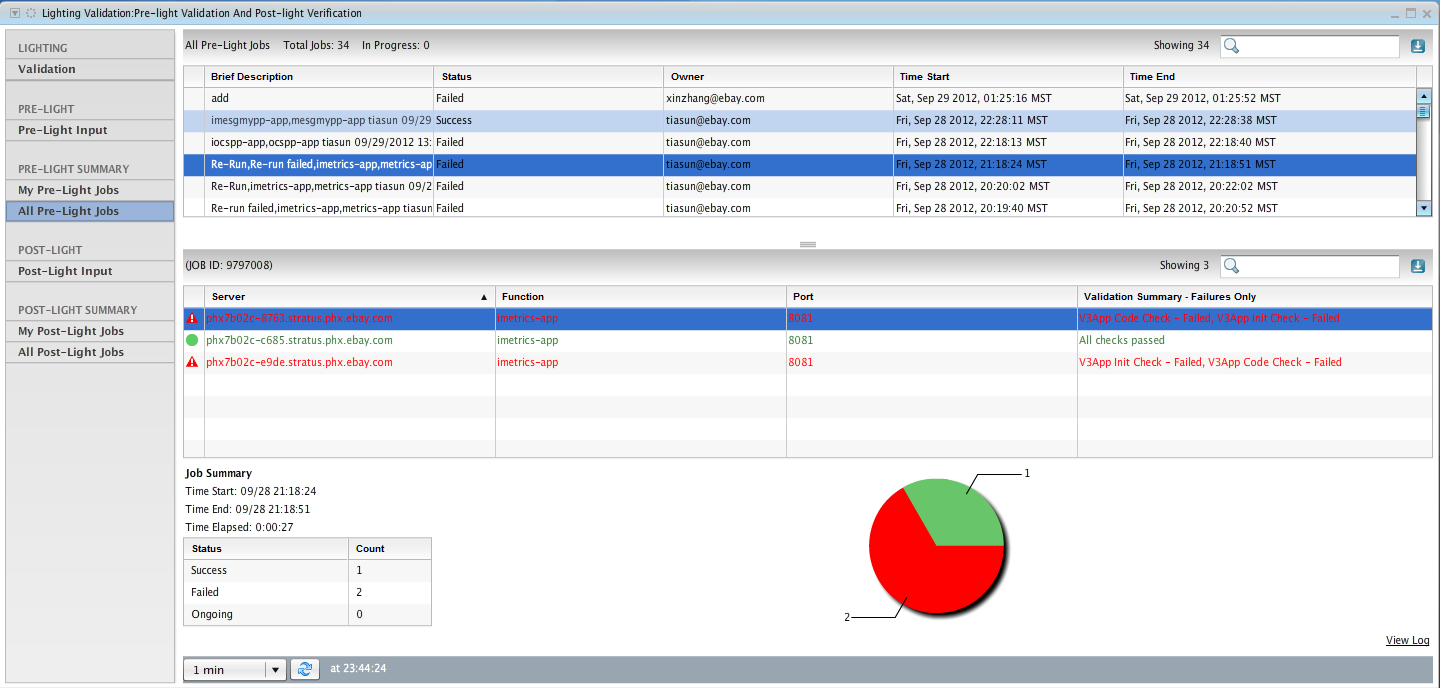 Lighting Validation:Pre-light Validation And Post-light Verification
LIGHTING
Validation
PRE-LIGHT
Pre-Light Input
PRE-LIGHT SUMMARY
My Pre-Light Jobs
All Pre-Light Jobs
POST-LIGHT
Post-Light Input
POST-LIGHT SUMMARY
My Post-Light Jobs
All Post-Light Jobs
All Pre-Light Jobs Total Jobs: 34 In Progress: 0 Showing 34
Brief Description Status Owner Time Start Time End
add Failed xinzhang@ebay.com Sat, Sep 29 2012, 01:25:16 MST Sat, Sep 29 2012, 01:25:52 MST
imesgmypp-app,mesgmypp-app tiasun 09/29 Success tiasun@ebay.com Fri, Sep 28 2012, 22:28:11 MST Fri, Sep 28 2012, 22:28:38 MST
iocspp-app,ocspp-app tiasun 09/29/2012 13: Failed tiasun@ebay.com Fri, Sep 28 2012, 22:18:13 MST Fri, Sep 28 2012, 22:18:40 MST
Re-Run,Re-run failed,imetrics-app,metrics-ap Failed tiasun@ebay.com Fri, Sep 28 2012, 21:18:24 MST Fri, Sep 28 2012, 21:18:51 MST
Re-Run,imetrics-app,metrics-app tiasun 09/2 Failed tiasun@ebay.com Fri, Sep 28 2012, 20:20:02 MST Fri, Sep 28 2012, 20:22:02 MST
Re-run failed,imetrics-app,metrics-app tiasun Failed tiasun@ebay.com Fri, Sep 28 2012, 20:19:40 MST Fri, Sep 28 2012, 20:20:52 MST
(JOB ID: 9797008) Showing 3
Server Function Port Validation Summary - Failures Only
phx7b02c-8763.stratus.phx.ebay.com imetrics-app 8081 V3App Code Check - Failed, V3App Init Check - Failed
phx7b02c-c685.stratus.phx.ebay.com imetrics-app 8081 All checks passed
phx7b02c-e9de.stratus.phx.ebay.com imetrics-app 8081 V3App Init Check - Failed, V3App Code Check - Failed
Job Summary
Time Start: 09/28 21:18:24
Time End: 09/28 21:18:51
Time Elapsed: 0:00:27
Status Count
Success 1
Failed 2
Ongoing 0
1
2
View Log
1 min at 23:44:24